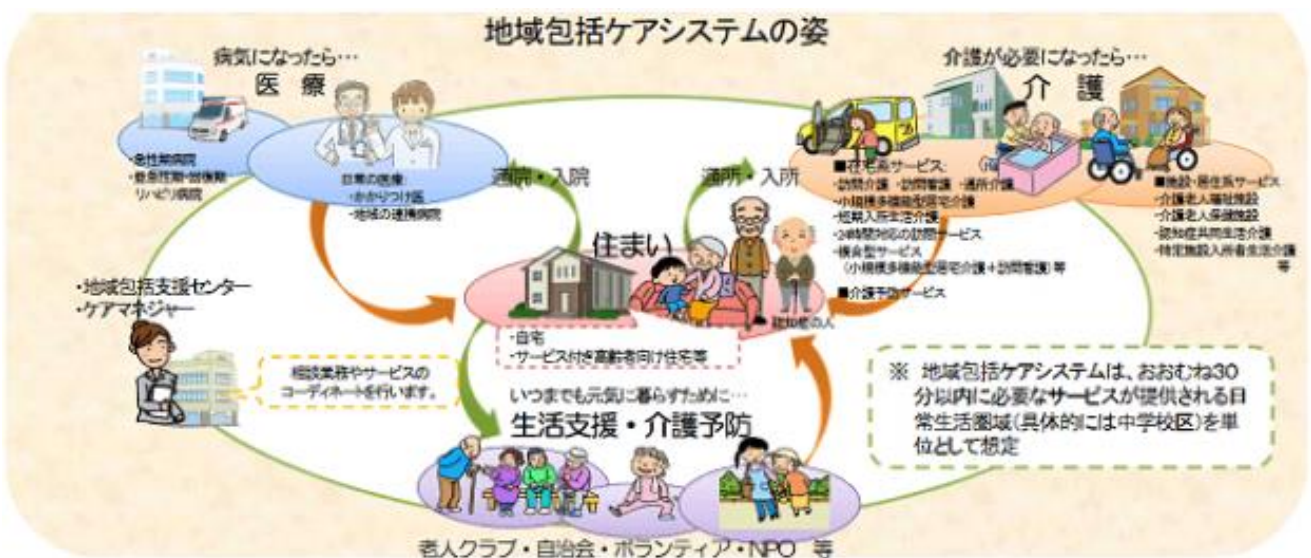 地域包括ケアシステムの姿
病気になったら…
医 療
・急性期病院
・亜急性期・回復期
リハビリ病院
日常の医療:
・かかりつけ医
・地域の連携病院
通院・入院
通所・入所
介護が必要になったら…
介 護
■在宅系サービス:
・訪問介護 ・訪問看護 ・通所介護
・小規模多機能型居宅介護
・短期入所生活介護
・24時間対応の訪問サービス
・複合型サービス
(小規模多機能型居宅介護+訪問看護)等
■介護予防サービス
■施設・居住系サービス
・介護老人福祉施設
・介護老人保健施設
・認知症共同生活介護
・特定施設入所者生活介護
等
住まい
認知症の人
・自宅
・サービス付き高齢者向け住宅等
・地域包括支援センター
・ケアマネジャー
相談業務やサービスの
コーディネートを行います。
いつまでも元気に暮らすために…
生活支援・介護予防
老人クラブ・自治会・ボランティア・NPO 等
※ 地域包括ケアシステムは、おおむね30
分以内に必要なサービスが提供される日
常生活圏域(具体的には中学校区)を単
位として想定